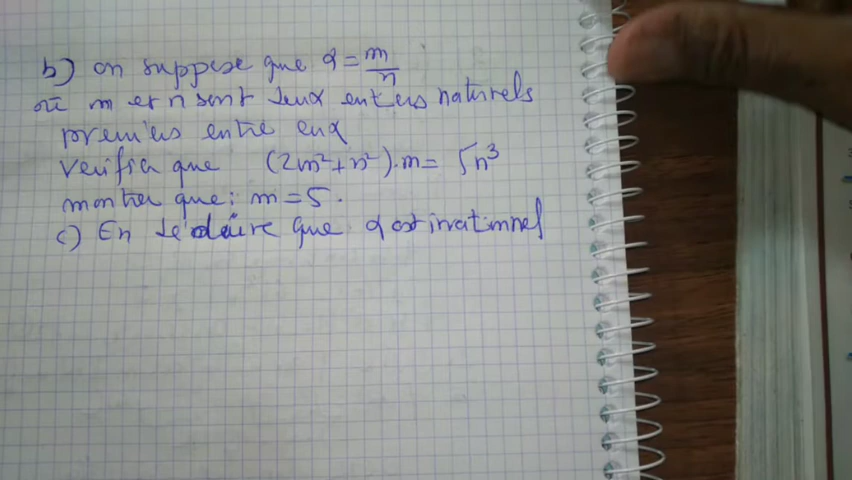 b) on suppose que α = m/n
où m et n sont deux entiers naturels
premiers entre eux
verifier que (2m²+n²).m = 5n³
montrer que : m = 5.
c) En déduire que α est irrationnel